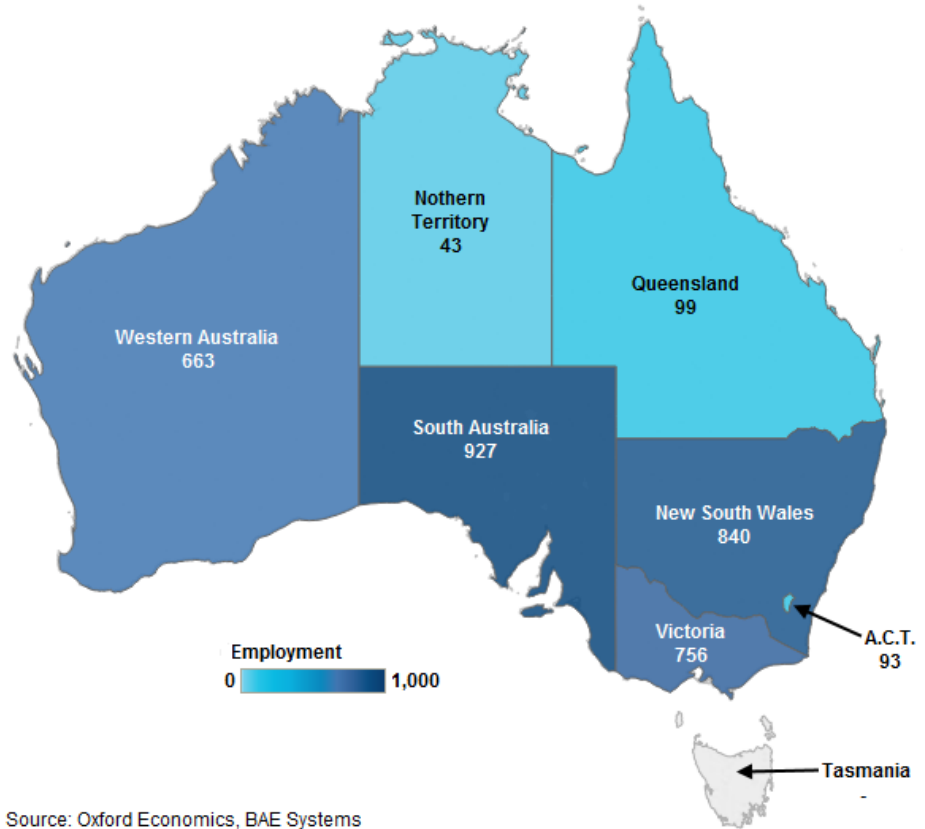 Nothern
Territory
43
Queensland
99
Western Australia
663
South Australia
927
New South Wales
840
Victoria
756
A.C.T.
93
Employment
0
1,000
Tasmania
-
Source: Oxford Economics, BAE Systems